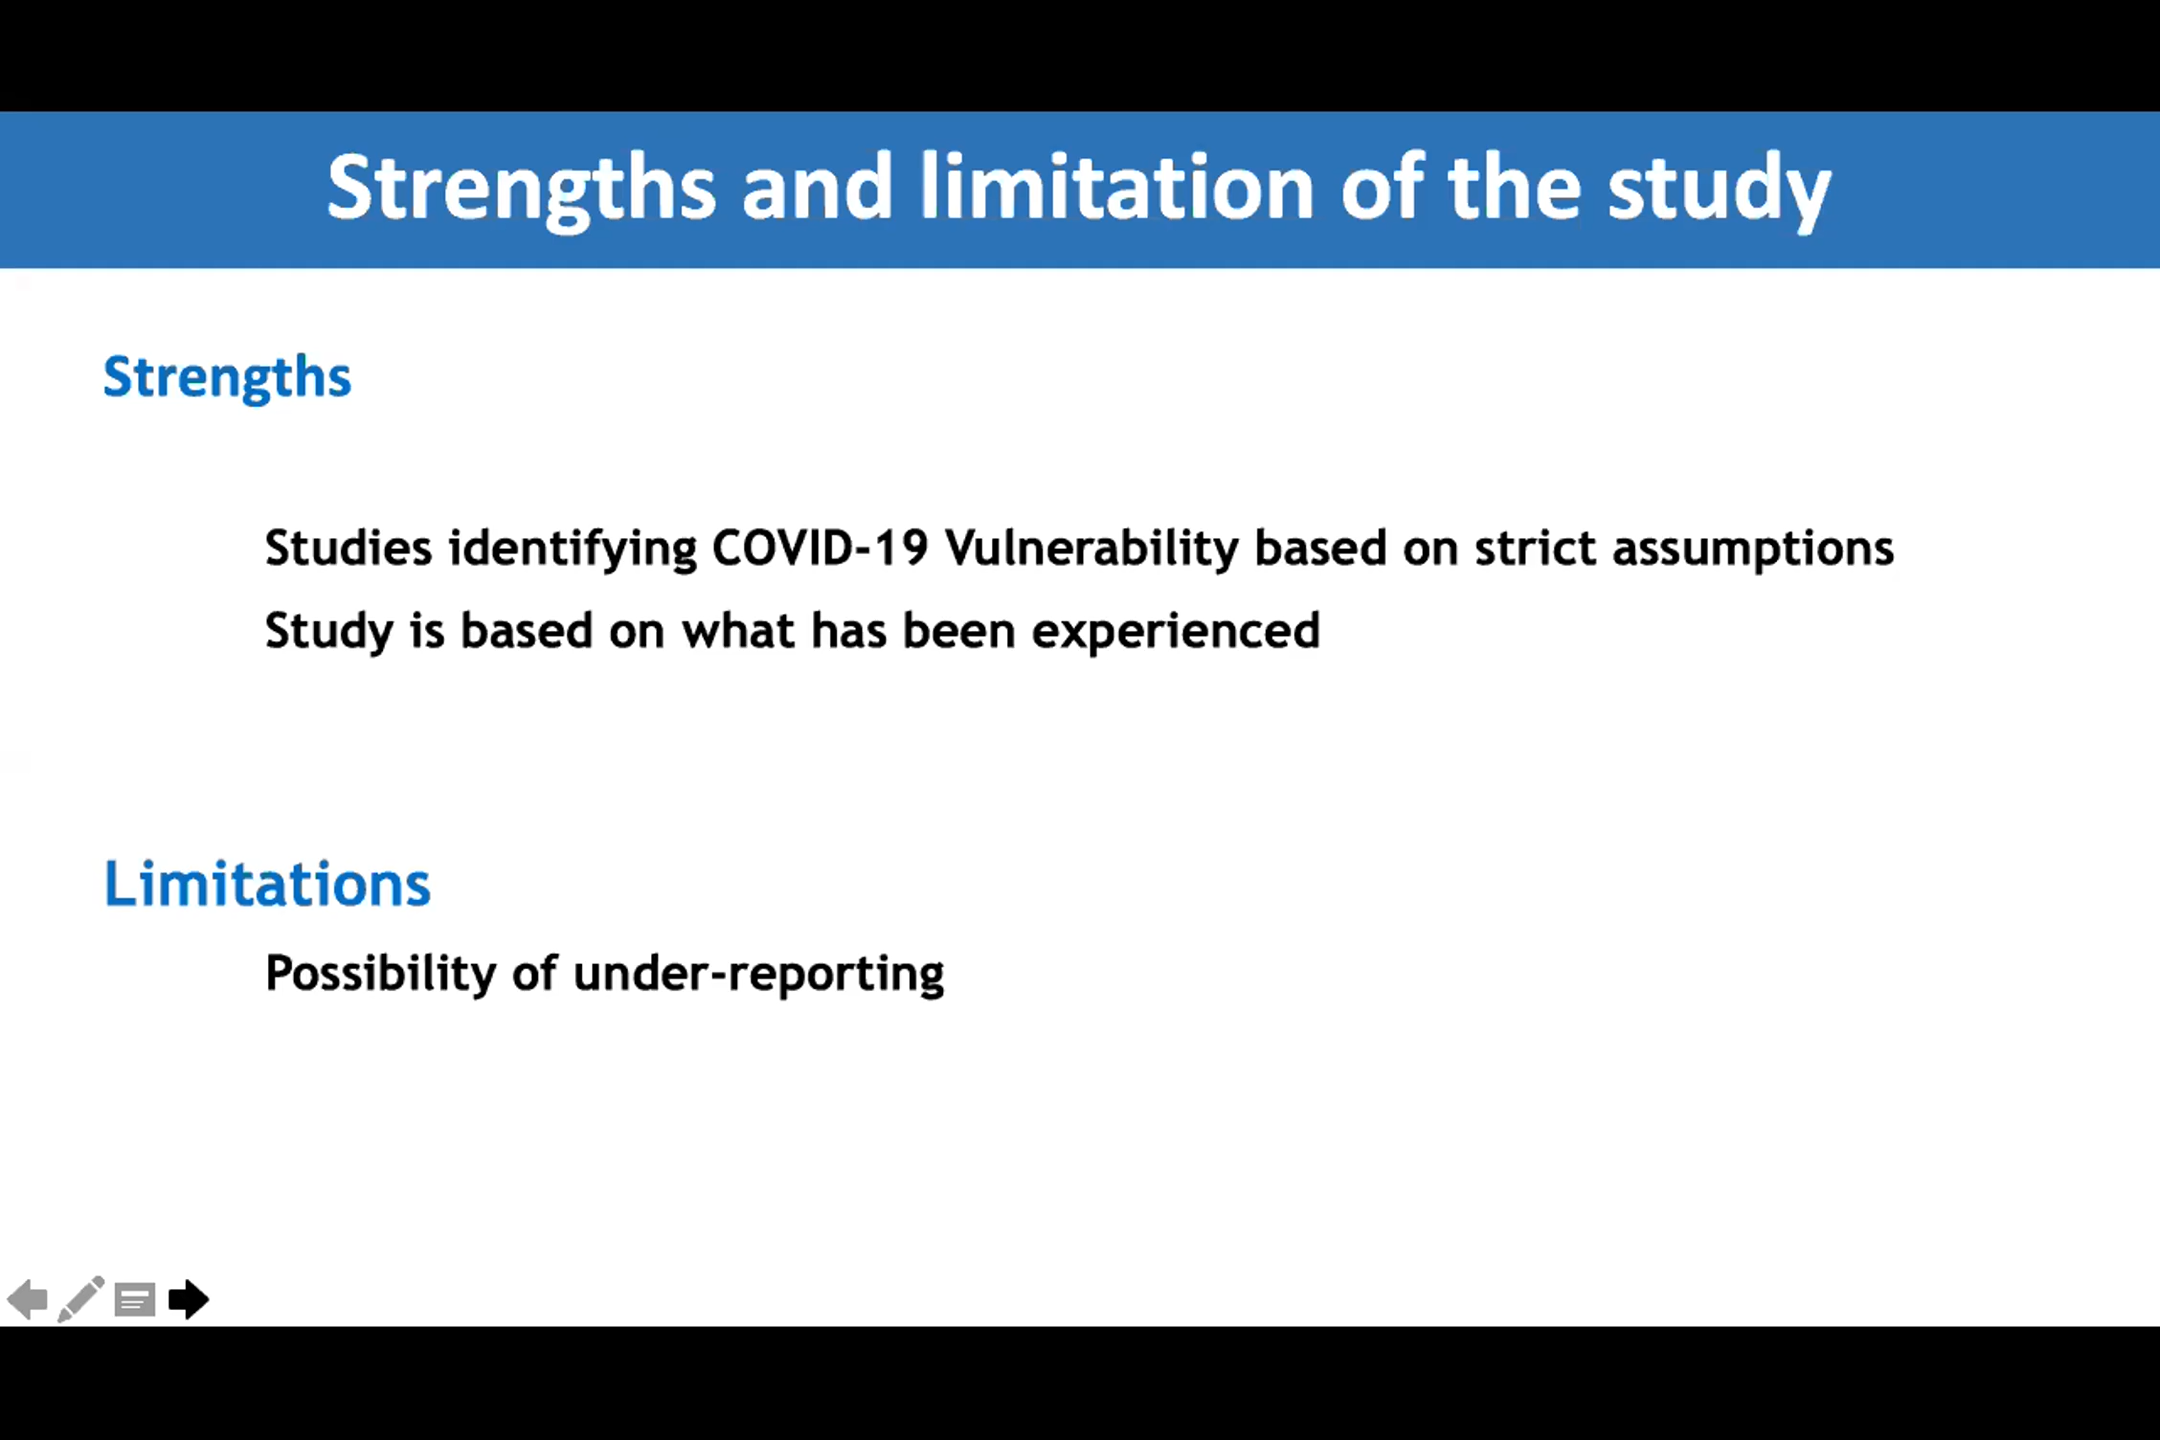 Strengths and limitation of the study
Strengths
Studies identifying COVID-19 Vulnerability based on strict assumptions
Study is based on what has been experienced
Limitations
Possibility of under-reporting